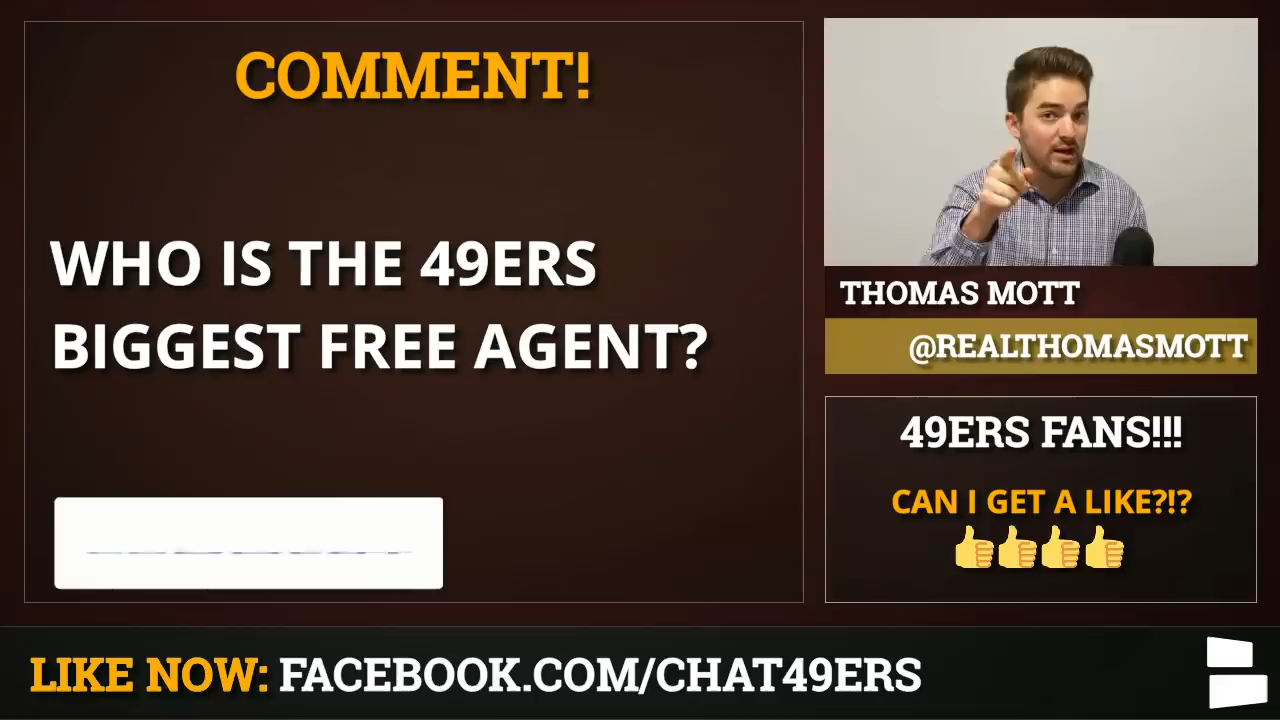 COMMENT!
WHO IS THE 49ERS
BIGGEST FREE AGENT?
THOMAS MOTT
@REALTHOMASMOTT
49ERS FANS!!!
CAN I GET A LIKE?!?
LIKE NOW: FACEBOOK.COM/CHAT49ERS